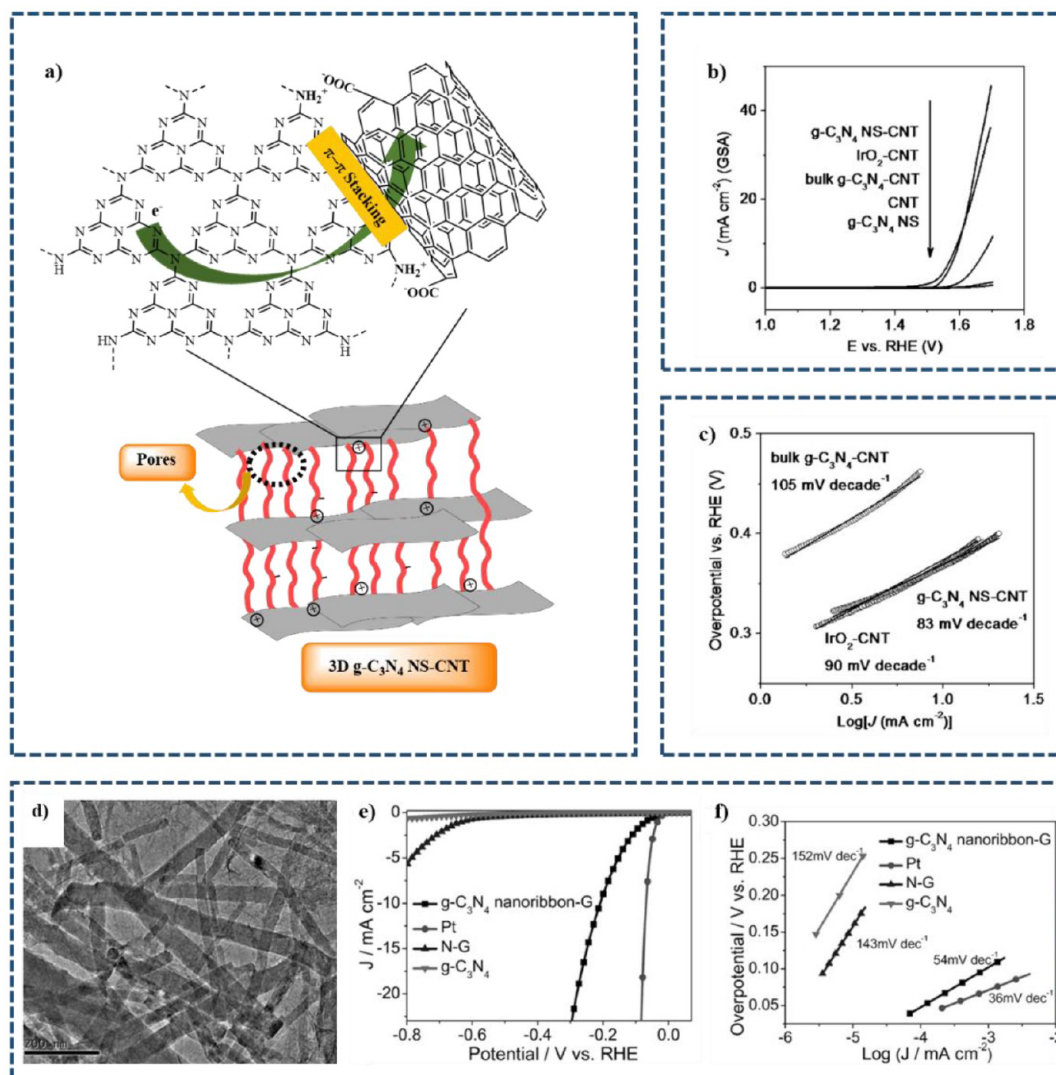 a)
⁻OOC
NH₂⁺
π–π Stacking
e⁻
NH₂⁺
⁻OOC
HN
N
H
Pores
3D g-C₃N₄ NS-CNT
b)
J (mA cm⁻²) (GSA)
40
20
0
g-C₃N₄ NS-CNT
IrO₂-CNT
bulk g-C₃N₄-CNT
CNT
g-C₃N₄ NS
1.0 1.2 1.4 1.6 1.8
E vs. RHE (V)
c)
Overpotential vs. RHE (V)
0.5
0.4
0.3
bulk g-C₃N₄-CNT
105 mV decade⁻¹
g-C₃N₄ NS-CNT
83 mV decade⁻¹
IrO₂-CNT
90 mV decade⁻¹
0.0 0.5 1.0 1.5
Log[J (mA cm⁻²)]
d)
200 nm
e)
J / mA cm⁻²
0
-5
-10
-15
-20
g-C₃N₄ nanoribbon-G
Pt
N-G
g-C₃N₄
-0.8 -0.6 -0.4 -0.2 0.0
Potential / V vs. RHE
f)
Overpotential / V vs. RHE
0.30
0.25
0.20
0.15
0.10
0.05
g-C₃N₄ nanoribbon-G
Pt
N-G
g-C₃N₄
152mV dec⁻¹
143mV dec⁻¹
54mV dec⁻¹
36mV dec⁻¹
-6 -5 -4 -3 -2
Log (J / mA cm⁻²)